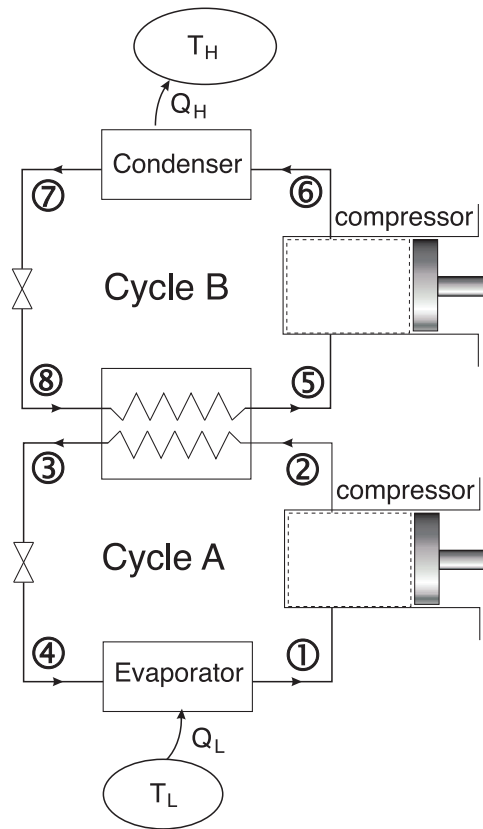 T_H
Q_H
Condenser
⑦
⑥
compressor
Cycle B
⑧
⑤
③
②
compressor
Cycle A
④
①
Evaporator
Q_L
T_L